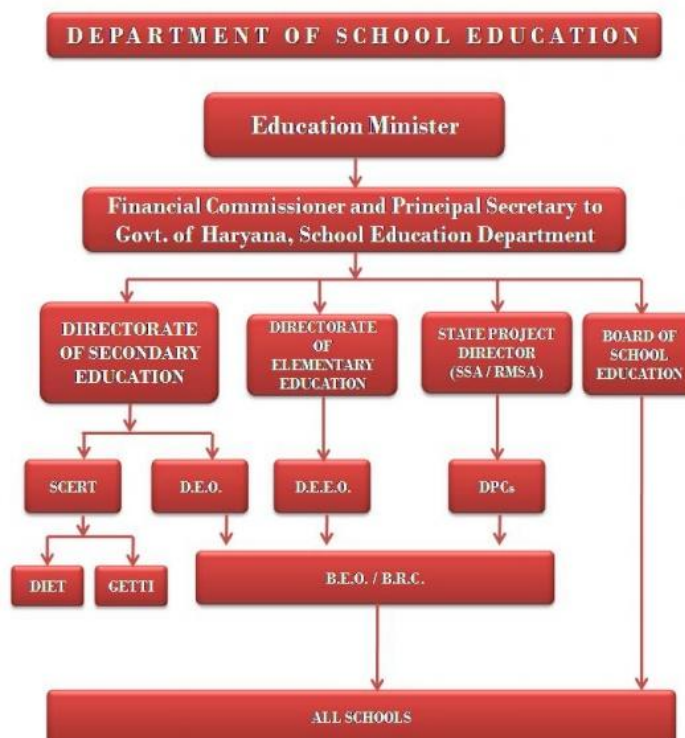 DEPARTMENT OF SCHOOL EDUCATION
Education Minister
Financial Commissioner and Principal Secretary to
Govt. of Haryana, School Education Department
DIRECTORATE
OF SECONDARY
EDUCATION
DIRECTORATE
OF
ELEMENTARY
EDUCATION
STATE PROJECT
DIRECTOR
(SSA / RMSA)
BOARD OF
SCHOOL
EDUCATION
SCERT
D.E.O.
D.E.E.O.
DPCs
DIET
GETTI
B.E.O. / B.R.C.
ALL SCHOOLS